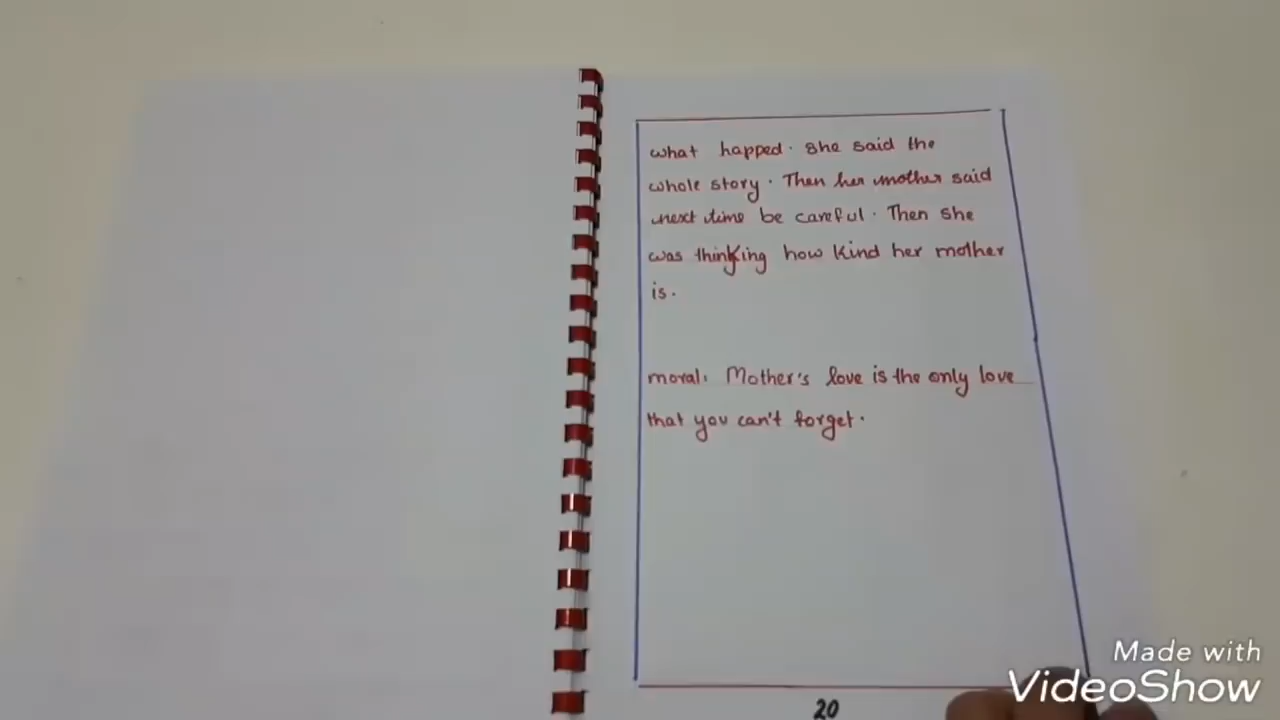 what happed. she said the
whole story. Then her mother said
next time be careful. Then she
was thinking how kind her mother
is.
moral. Mother's love is the only love
that you can't forget.
20
Made with
VideoShow